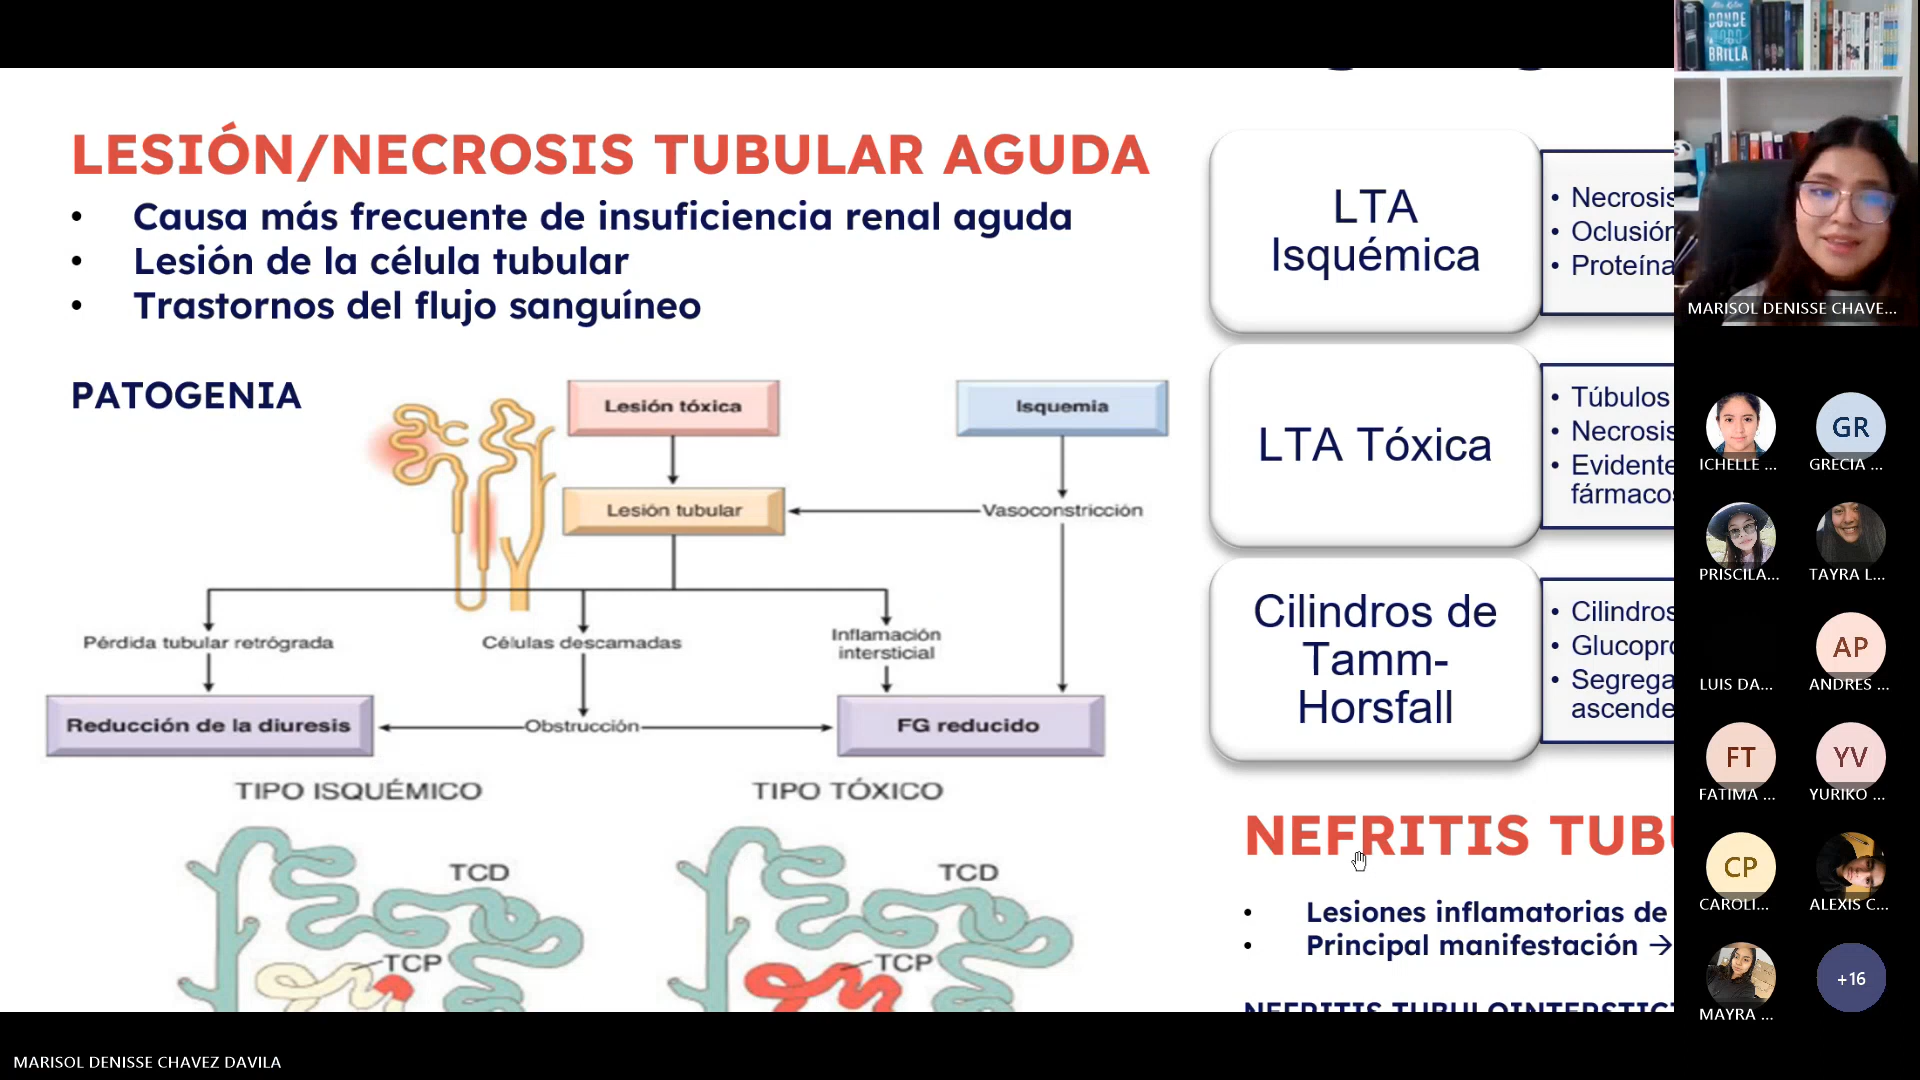 LESIÓN/NECROSIS TUBULAR AGUDA
• Causa más frecuente de insuficiencia renal aguda
• Lesión de la célula tubular
• Trastornos del flujo sanguíneo
PATOGENIA
Lesión tóxica
Isquemia
Lesión tubular
Vasoconstricción
Pérdida tubular retrógrada
Células descamadas
Inflamación
intersticial
Reducción de la diuresis
Obstrucción
FG reducido
TIPO ISQUÉMICO
TIPO TÓXICO
TCD
TCD
TCP
TCP
LTA
Isquémica
• Necrosis
• Oclusión
• Proteína
LTA Tóxica
• Túbulos
• Necrosis
• Evidente
fármacos
Cilindros de
Tamm-
Horsfall
• Cilindros
• Glucopro
• Segrega
ascende
NEFRITIS TUBU
• Lesiones inflamatorias de
• Principal manifestación →
NEFRITIS TUBULOINTERSTICI
DONDE
TODO
BRILLA
MARISOL DENISSE CHAVE...
ICHELLE ...
GR
GRECIA ...
PRISCILA...
TAYRA L...
LUIS DA...
AP
ANDRES ...
FT
FATIMA ...
YV
YURIKO ...
CP
CAROLI...
ALEXIS C...
MAYRA ...
+16
MARISOL DENISSE CHAVEZ DAVILA